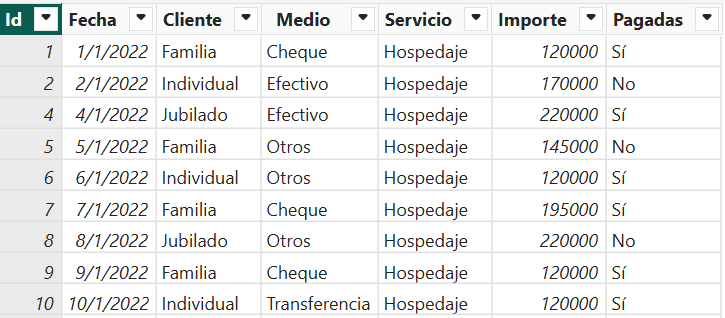 Id Fecha Cliente Medio Servicio Importe Pagadas
1 1/1/2022 Familia Cheque Hospedaje 120000 Sí
2 2/1/2022 Individual Efectivo Hospedaje 170000 No
4 4/1/2022 Jubilado Efectivo Hospedaje 220000 Sí
5 5/1/2022 Familia Otros Hospedaje 145000 No
6 6/1/2022 Individual Otros Hospedaje 120000 Sí
7 7/1/2022 Familia Cheque Hospedaje 195000 Sí
8 8/1/2022 Jubilado Otros Hospedaje 220000 No
9 9/1/2022 Familia Cheque Hospedaje 120000 Sí
10 10/1/2022 Individual Transferencia Hospedaje 120000 Sí